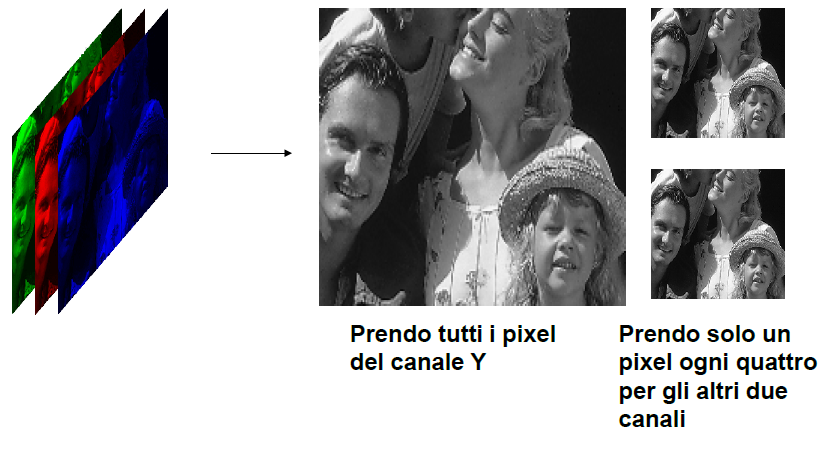 Prendo tutti i pixel
del canale Y
Prendo solo un
pixel ogni quattro
per gli altri due
canali